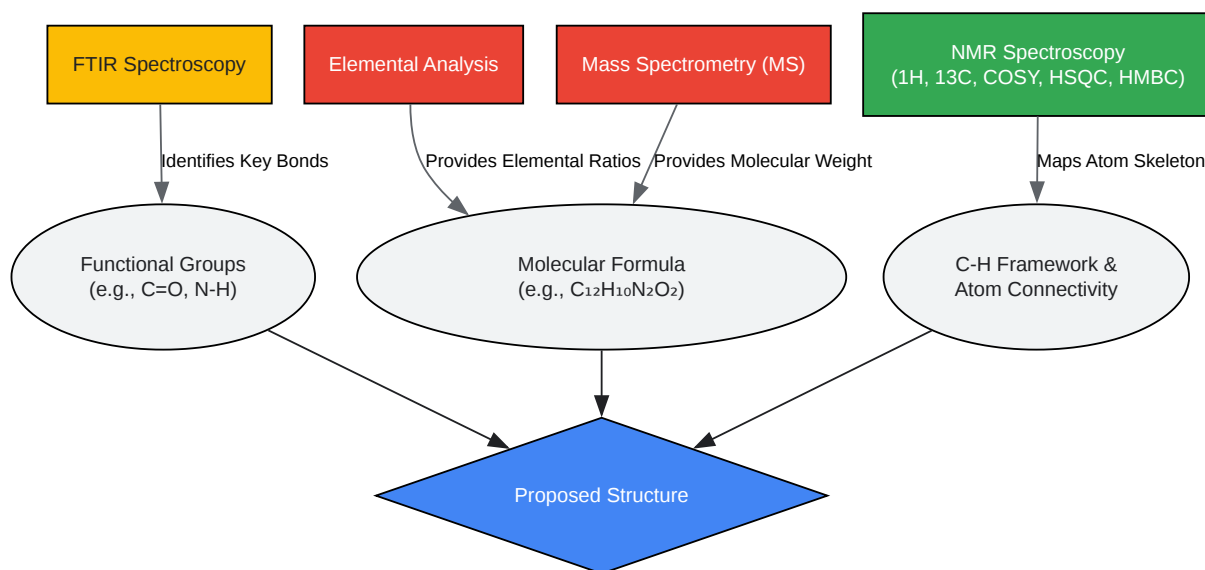 FTIR Spectroscopy
Elemental Analysis
Mass Spectrometry (MS)
NMR Spectroscopy
(1H, 13C, COSY, HSQC, HMBC)
Identifies Key Bonds
Provides Elemental Ratios
Provides Molecular Weight
Maps Atom Skeleton
Functional Groups
(e.g., C=O, N-H)
Molecular Formula
(e.g., C₁₂H₁₀N₂O₂)
C-H Framework &
Atom Connectivity
Proposed Structure